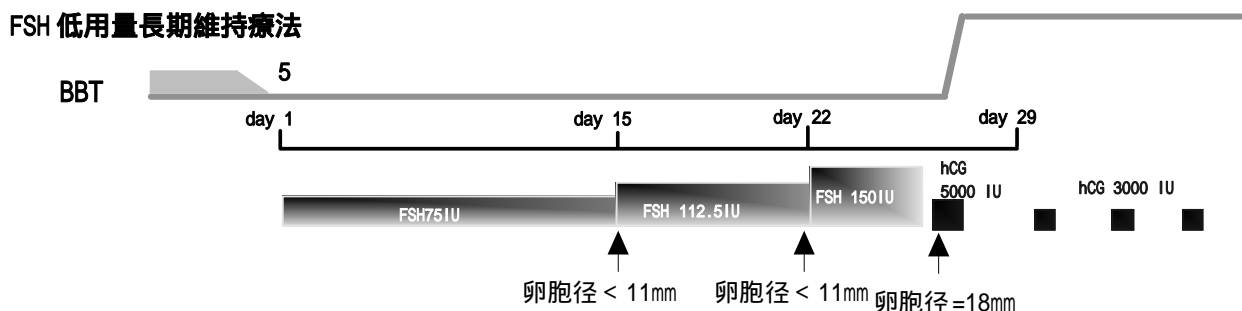 FSH 低用量長期維持療法
5
BBT
day 1
day 15
day 22
day 29
hCG
5000 IU
hCG 3000 IU
FSH75IU
FSH 112.5IU
FSH 150IU
卵胞径 < 11mm
卵胞径 < 11mm
卵胞径 =18mm